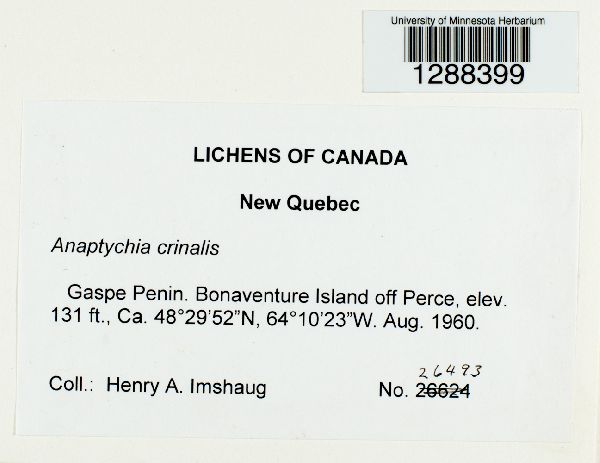 University of Minnesota Herbarium
1288399
LICHENS OF CANADA
New Quebec
Anaptychia crinalis
Gaspe Penin. Bonaventure Island off Perce, elev.
131 ft., Ca. 48°29'52"N, 64°10'23"W. Aug. 1960.
26493
Coll.: Henry A. Imshaug No. 26624